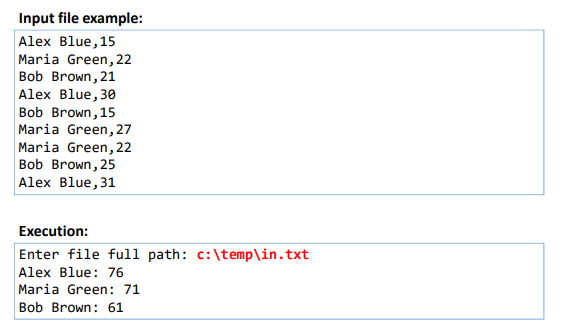 Input file example:
Alex Blue,15
Maria Green,22
Bob Brown,21
Alex Blue,30
Bob Brown,15
Maria Green,27
Maria Green,22
Bob Brown,25
Alex Blue,31
Execution:
Enter file full path: c:\temp\in.txt
Alex Blue: 76
Maria Green: 71
Bob Brown: 61